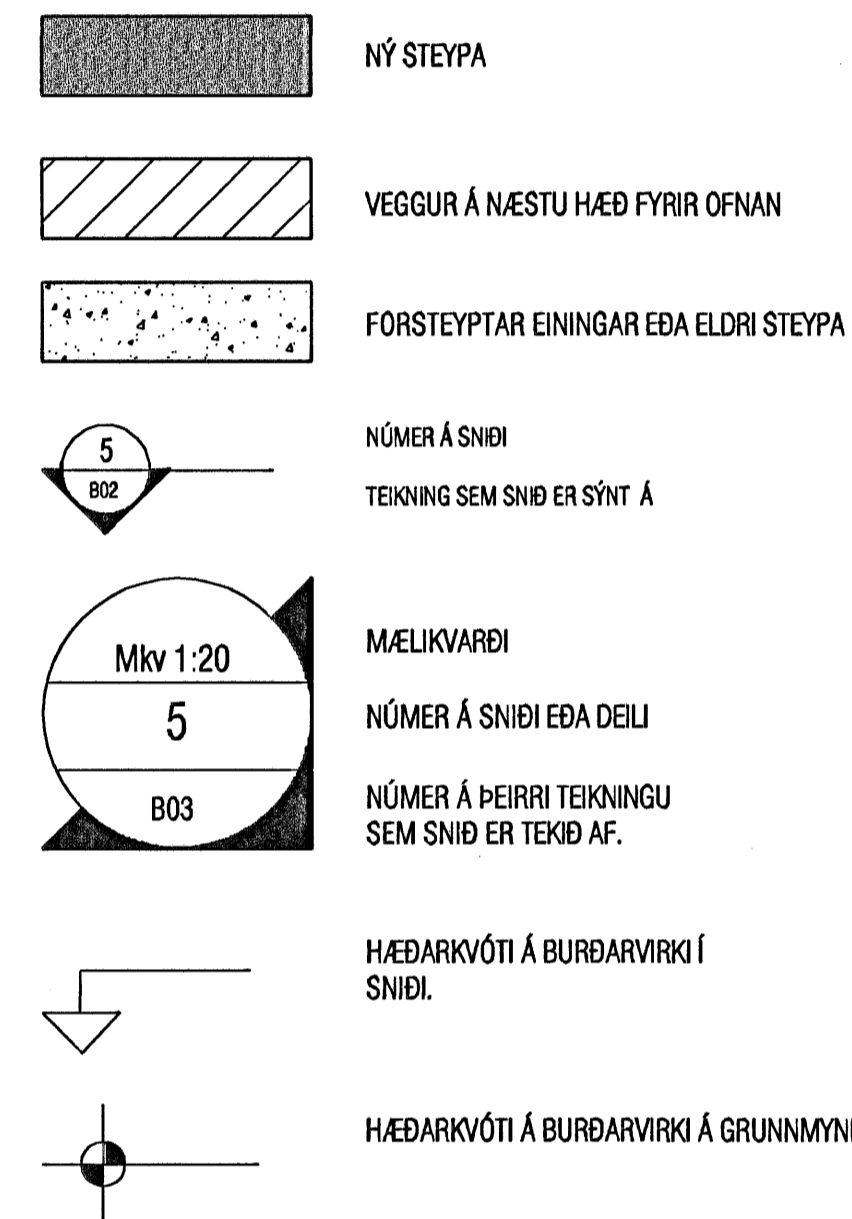 NÝ STEYPA
VEGGUR Á NÆSTU HÆÐ FYRIR OFNAN
FORSTEYPTAR EININGAR EÐA ELDRI STEYPA
5
B02
NÚMER Á SNIÐI
TEIKNING SEM SNIÐ ER SÝNT Á
Mkv 1:20
MÆLIKVARÐI
5
NÚMER Á SNIÐI EÐA DEILI
B03
NÚMER Á ÞEIRRI TEIKNINGU
SEM SNIÐ ER TEKIÐ AF.
HÆÐARKVÓTI Á BURÐARVIRKI Í
SNIÐI.
HÆÐARKVÓTI Á BURÐARVIRKI Á